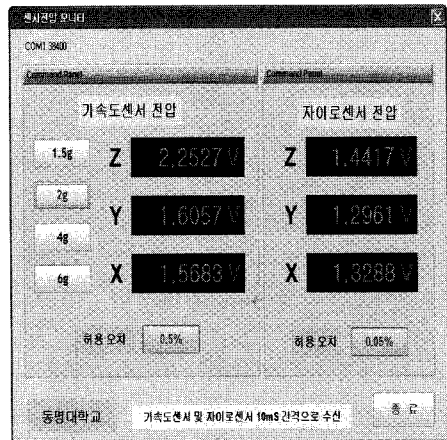 센서전압 모니터
COM1 38400
Command Panel
Command Panel
가속도센서 전압
자이로센서 전압
1.5g
2g
4g
6g
Z 2.2527 V
Y 1.6057 V
X 1.5683 V
Z 1.4417 V
Y 1.2961 V
X 1.3288 V
허용 오차 0.5%
허용 오차 0.05%
동명대학교
가속도센서 및 자이로센서 10mS 간격으로 수신
종 료